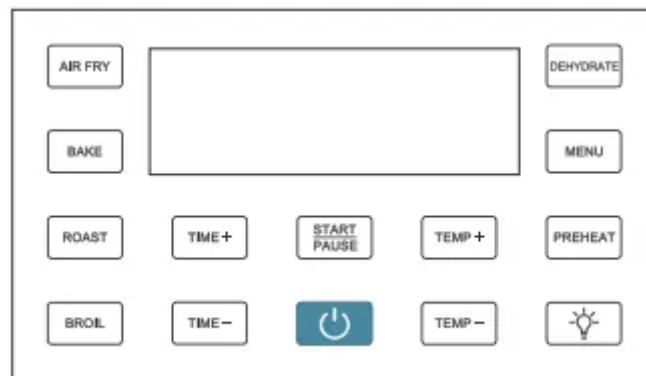 AIR FRY
DEHYDRATE
BAKE
MENU
ROAST
TIME+
START
PAUSE
TEMP+
PREHEAT
BROIL
TIME−
TEMP−